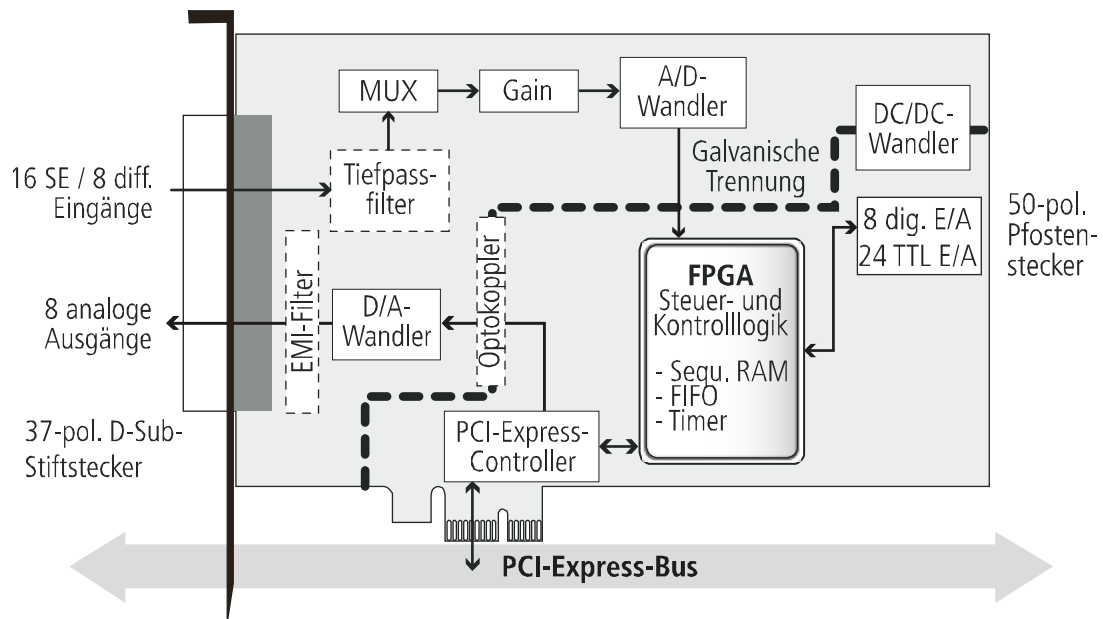 MUX
Gain
A/D-
Wandler
DC/DC-
Wandler
16 SE / 8 diff.
Eingänge
Tiefpass-
filter
Galvanische
Trennung
8 dig. E/A
24 TTL E/A
50-pol.
Pfosten-
stecker
8 analoge
Ausgänge
EMI-Filter
D/A-
Wandler
Optokoppler
FPGA
Steuer- und
Kontrolllogik
- Sequ. RAM
- FIFO
- Timer
37-pol. D-Sub-
Stiftstecker
PCI-Express-
Controller
PCI-Express-Bus